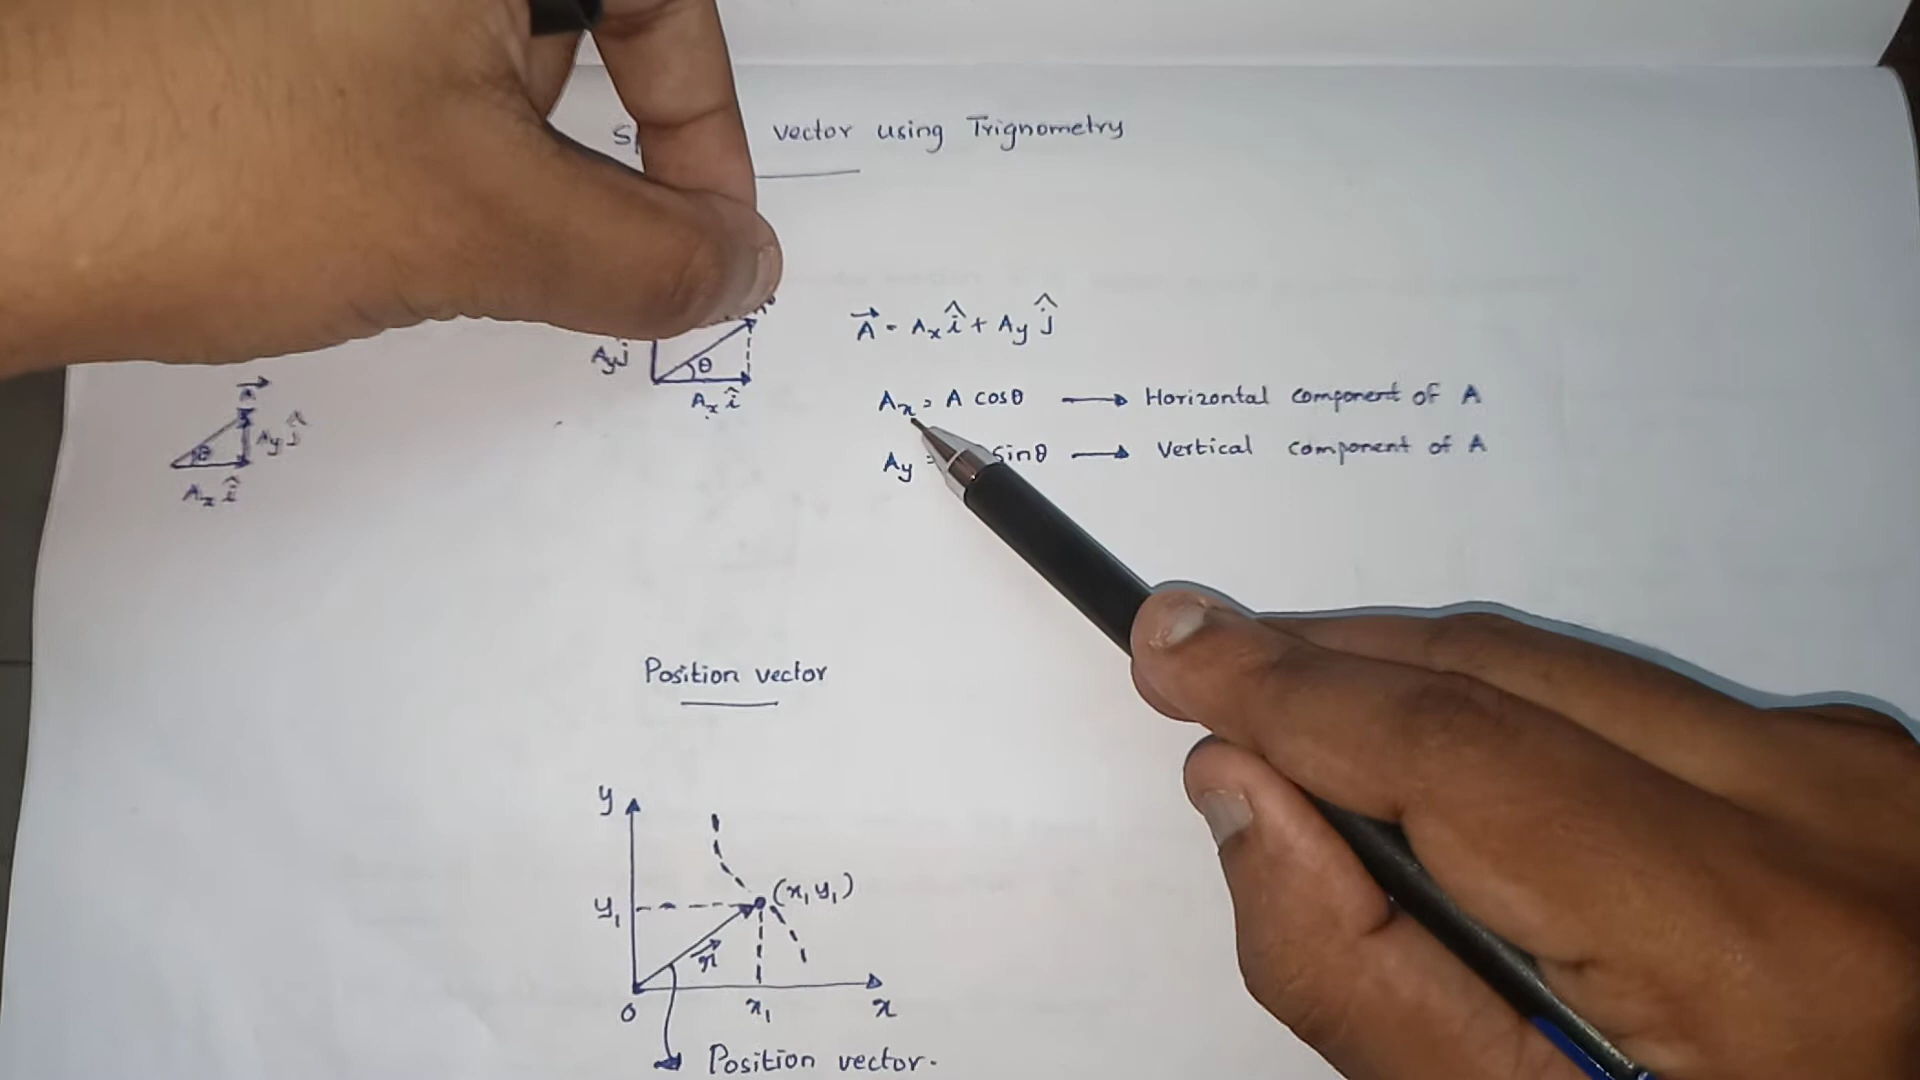 vector using Trignometry
A⃗ = Aₓ î + Ay ĵ
Ay ĵ
θ
Aₓ î
Aₓ = A cosθ → Horizontal component of A
Ay = sinθ → Vertical component of A
A⃗
θ
Ay ĵ
Aₓ î
Position vector
y
(x₁ y₁)
y₁
O
x₁
x
Position vector.